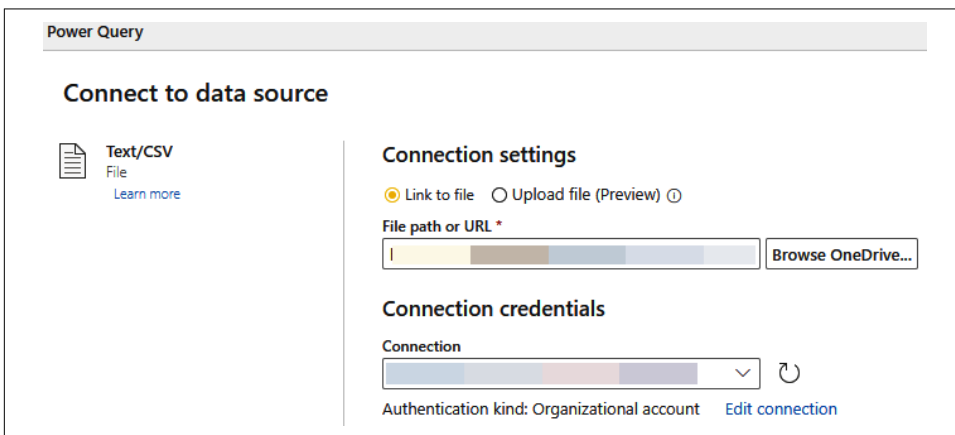 Power Query
Connect to data source
Text/CSV
File
Learn more
Connection settings
Link to file Upload file (Preview)
File path or URL *
Browse OneDrive...
Connection credentials
Connection
Authentication kind: Organizational account Edit connection